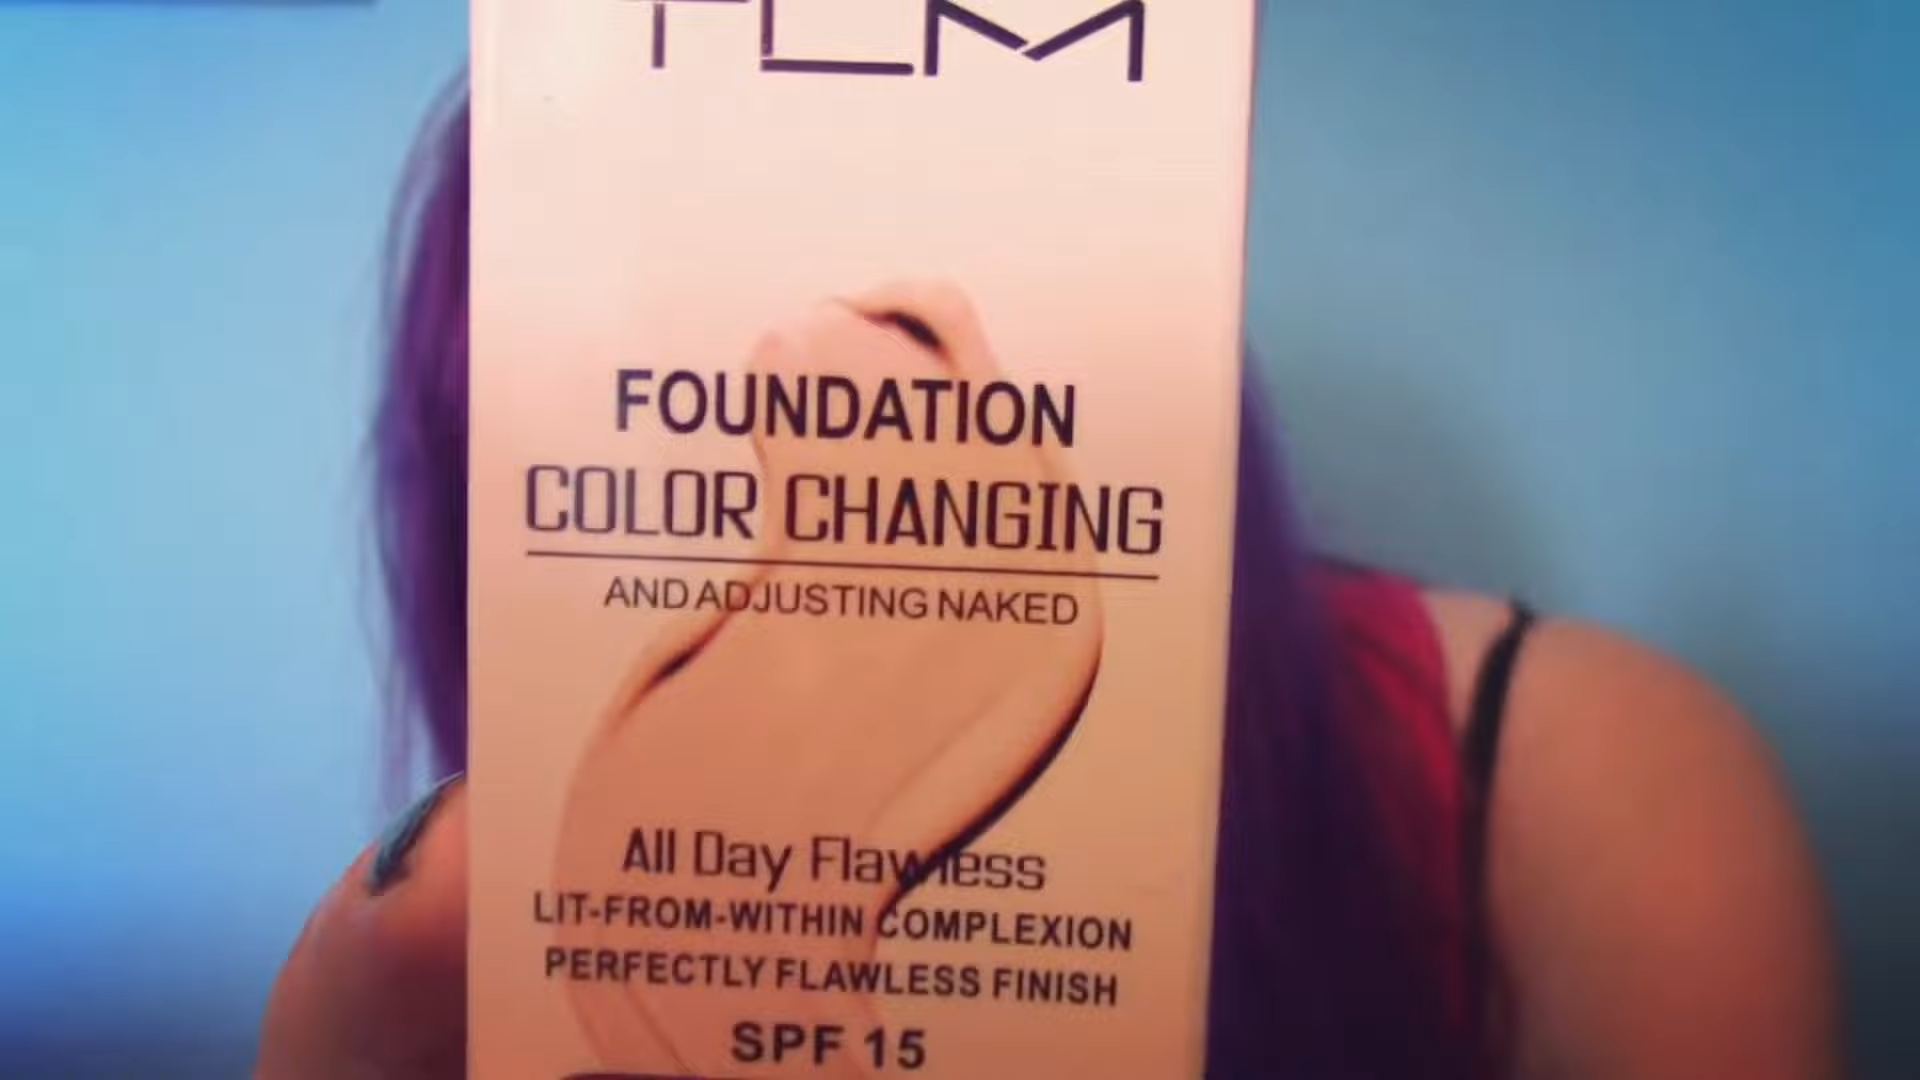 TLM
FOUNDATION
COLOR CHANGING
AND ADJUSTING NAKED
All Day Flawless
LIT-FROM-WITHIN COMPLEXION
PERFECTLY FLAWLESS FINISH
SPF 15